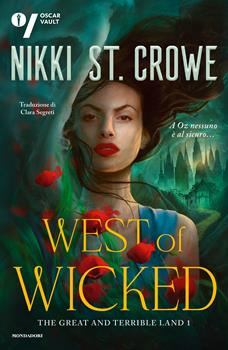 OSCAR
VAULT
NIKKI ST. CROWE
Traduzione di
Clara Segreti
A Oz nessuno
è al sicuro...
WEST of
WICKED
THE GREAT AND TERRIBLE LAND 1
MONDADORI